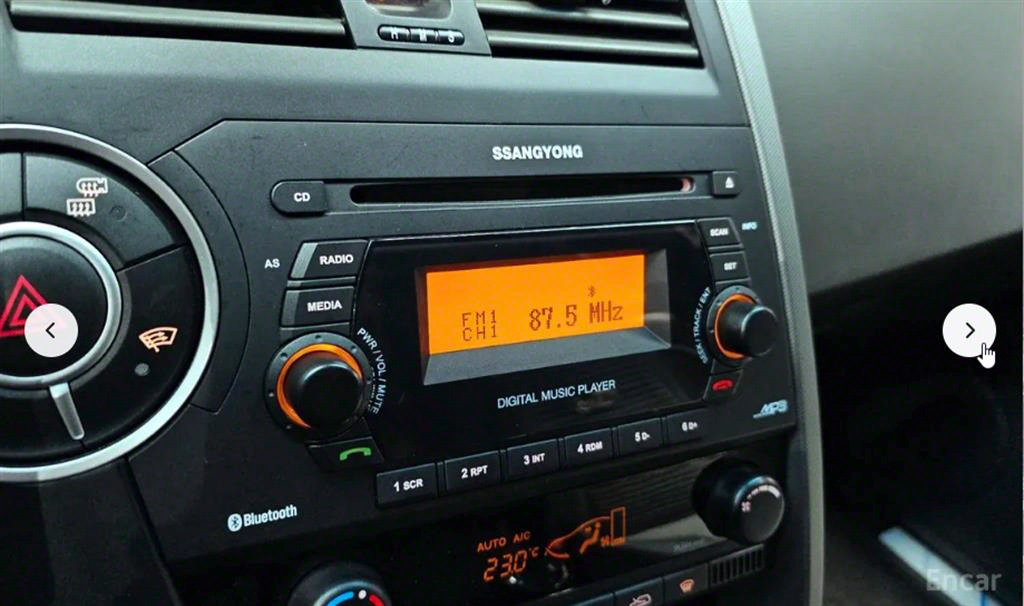 H M S
SSANGYONG
CD
SCAN INFO
AS RADIO
SET
MEDIA
FM1
CH1
87.5 MHz
PWR / VOL / MUTE
SEEK / TRACK / ENT
DIGITAL MUSIC PLAYER
MP3
1 SCR
2 RPT
3 INT
4 RDM
5 D-
6 D+
Bluetooth
AUTO A/C
23.0°C
Encar